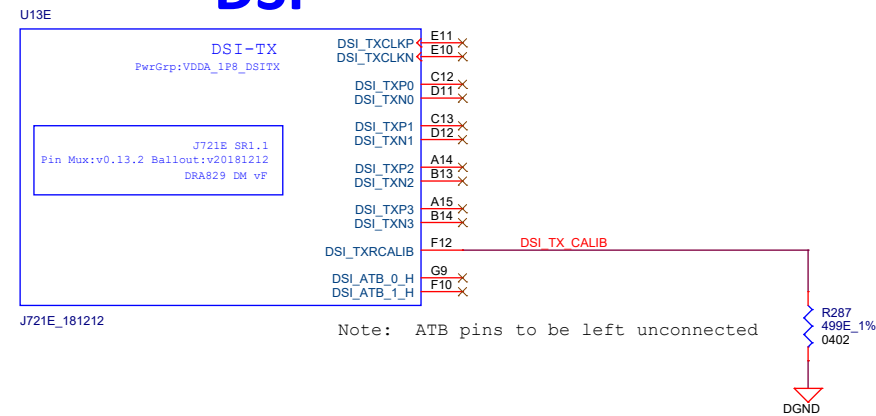 DSI
U13E
DSI-TX
PwrGrp:VDDA_1P8_DSITX
J721E SR1.1
Pin Mux:v0.13.2 Ballout:v20181212
DRA829 DM vF
DSI_TXCLKP E11
DSI_TXCLKN E10
DSI_TXP0 C12
DSI_TXN0 D11
DSI_TXP1 C13
DSI_TXN1 D12
DSI_TXP2 A14
DSI_TXN2 B13
DSI_TXP3 A15
DSI_TXN3 B14
DSI_TXRCALIB F12 DSI_TX_CALIB
DSI_ATB_0_H G9
DSI_ATB_1_H F10
J721E_181212
Note: ATB pins to be left unconnected
R287
499E_1%
0402
DGND